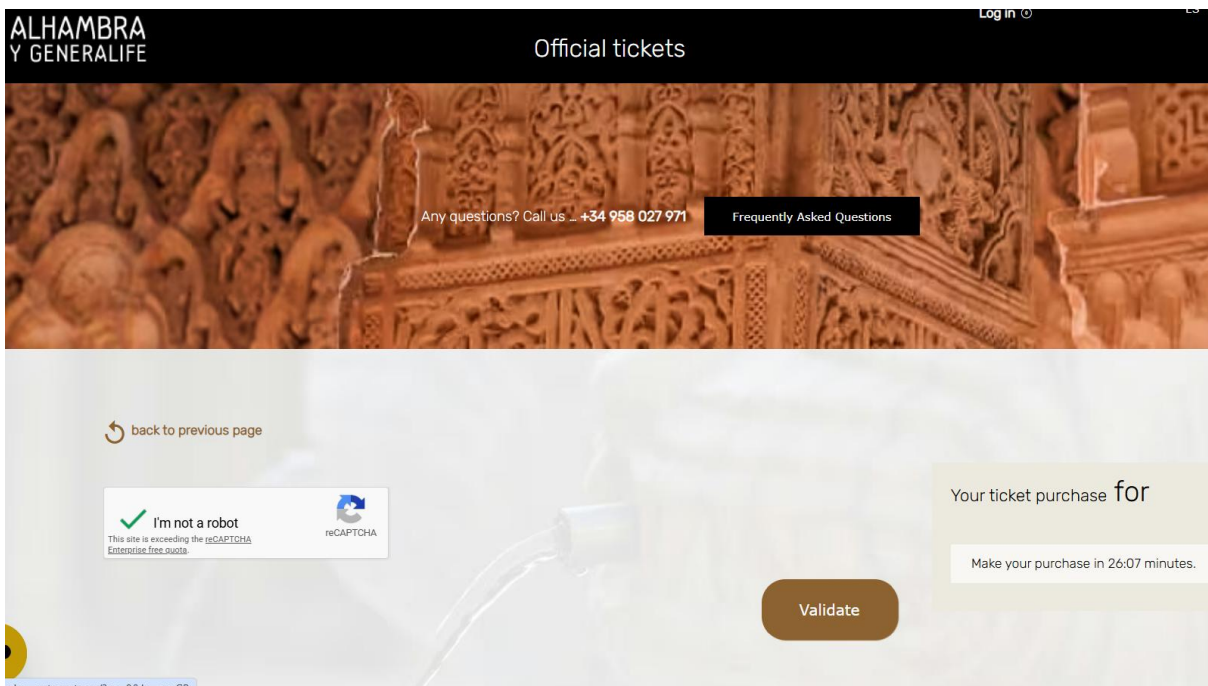 ALHAMBRA
Y GENERALIFE
Log in
ES
Official tickets
Any questions? Call us ... +34 958 027 971
Frequently Asked Questions
back to previous page
I'm not a robot
This site is exceeding the reCAPTCHA
Enterprise free quota.
reCAPTCHA
Your ticket purchase for
Make your purchase in 26:07 minutes.
Validate